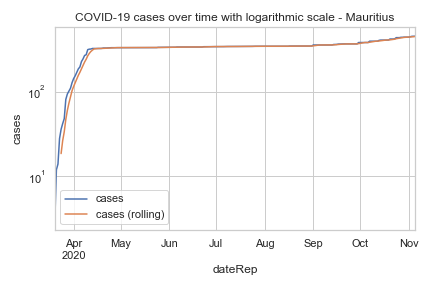 COVID-19 cases over time with logarithmic scale - Mauritius
cases
10²
10¹
cases
cases (rolling)
Apr May Jun Jul Aug Sep Oct Nov
2020
dateRep